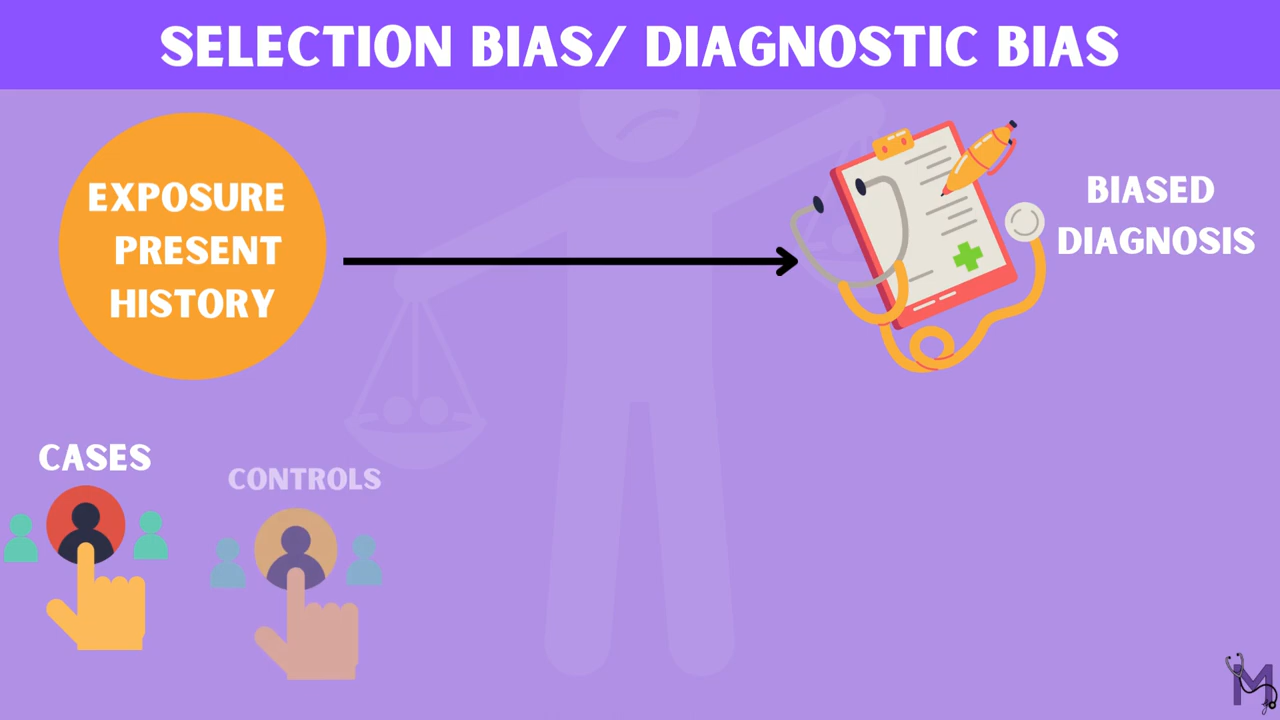 SELECTION BIAS/ DIAGNOSTIC BIAS
EXPOSURE
PRESENT
HISTORY
BIASED
DIAGNOSIS
CASES
CONTROLS
M